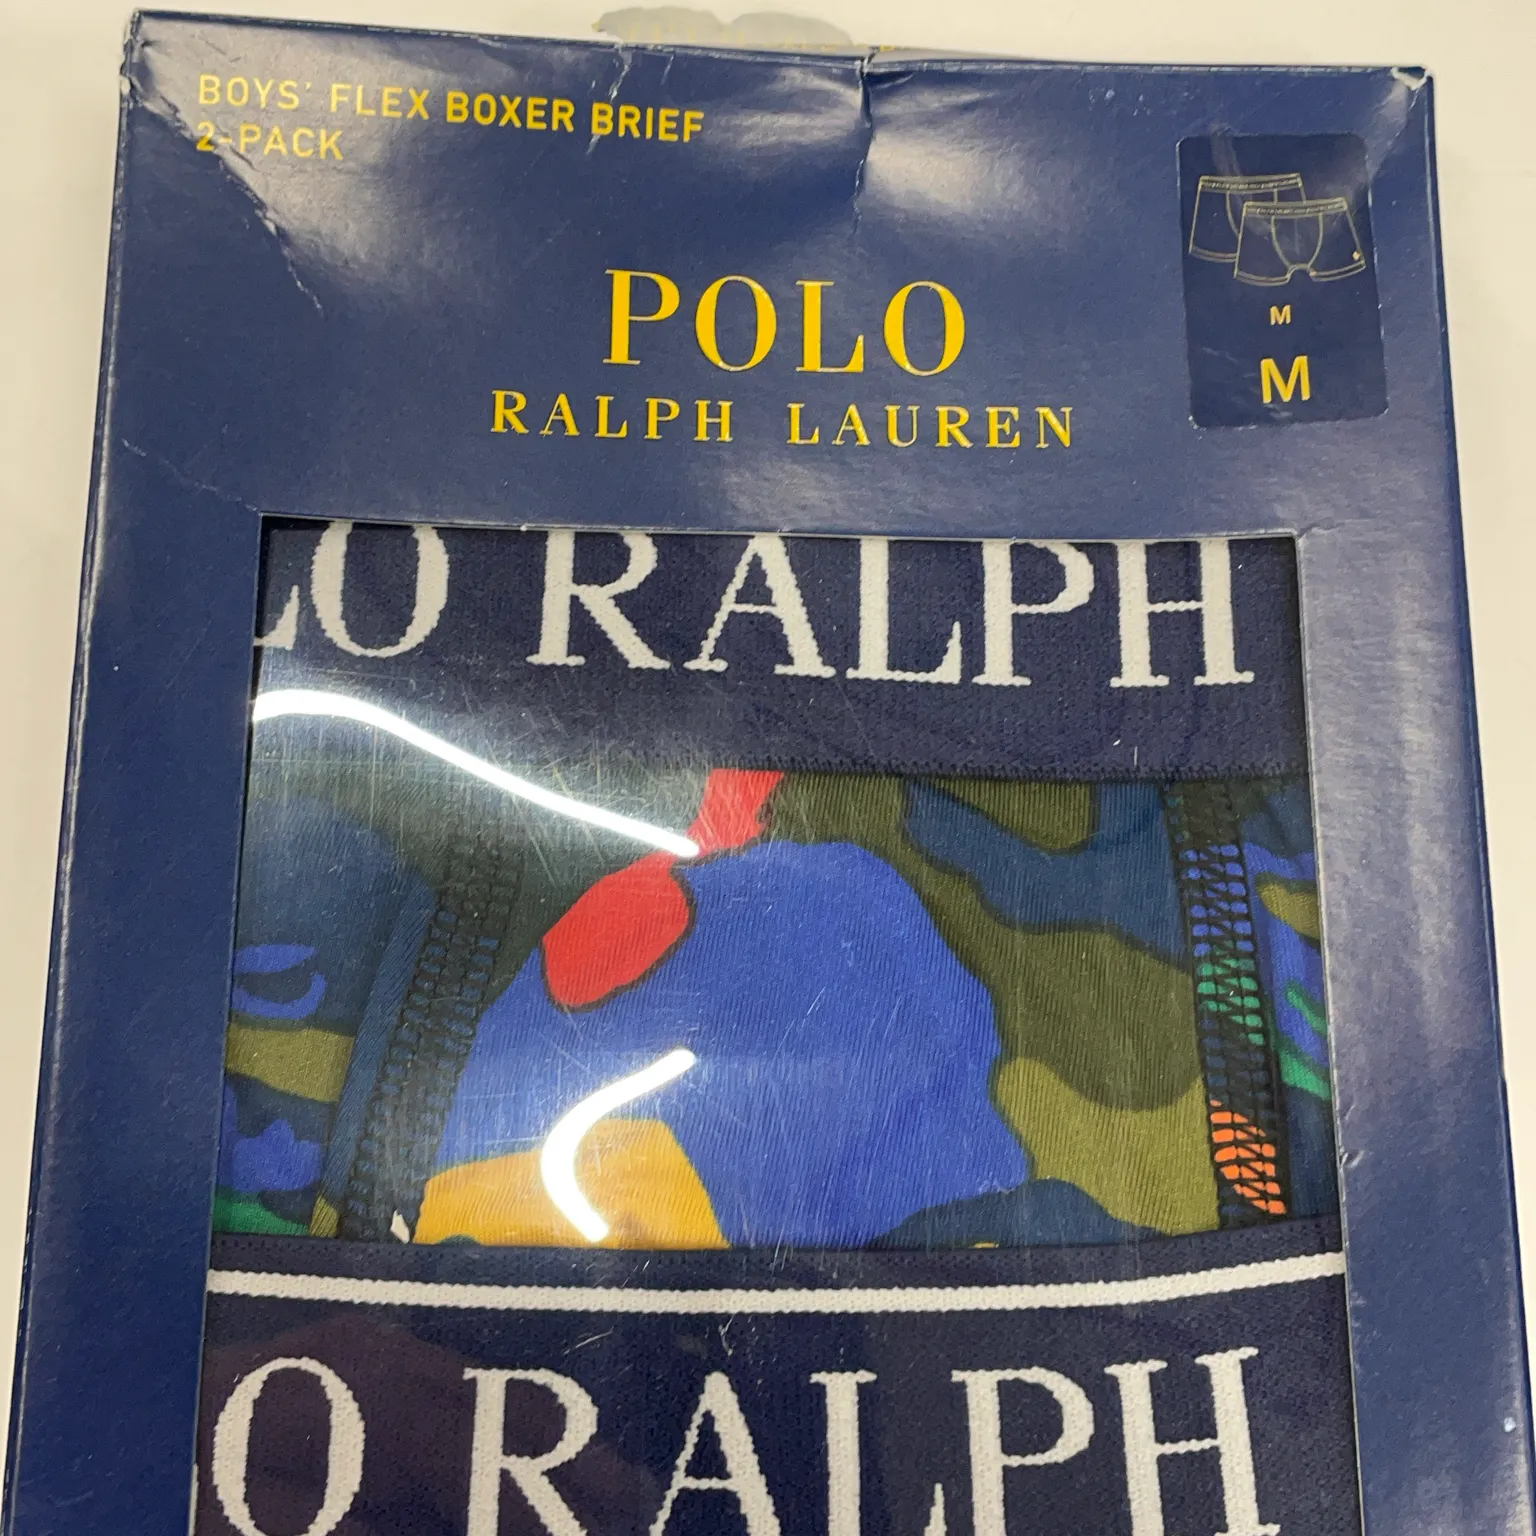 BOYS' FLEX BOXER BRIEF
2-PACK
M
M
POLO
RALPH LAUREN
LO RALPH
O RALPH